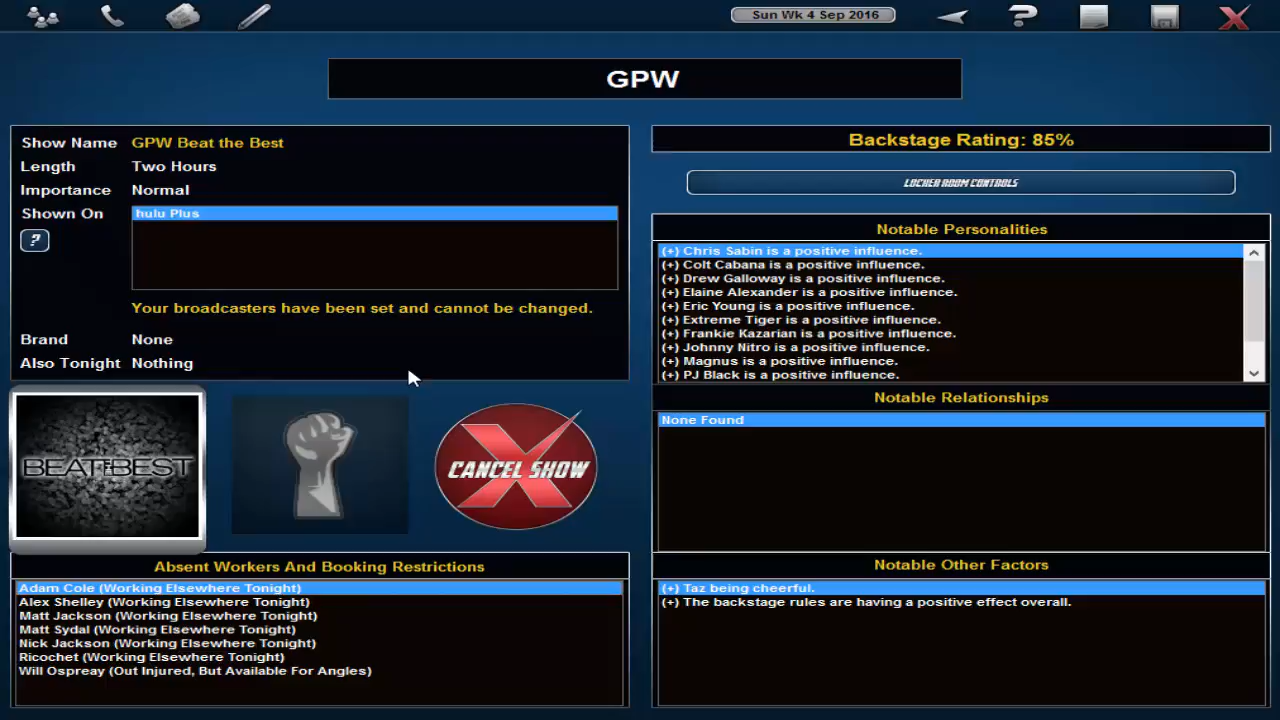 Sun Wk 4 Sep 2016
?
GPW
Show Name GPW Beat the Best
Length Two Hours
Importance Normal
Shown On hulu Plus
?
Your broadcasters have been set and cannot be changed.
Brand None
Also Tonight Nothing
BEAT THE BEST
CANCEL SHOW
Absent Workers And Booking Restrictions
Adam Cole (Working Elsewhere Tonight)
Alex Shelley (Working Elsewhere Tonight)
Matt Jackson (Working Elsewhere Tonight)
Matt Sydal (Working Elsewhere Tonight)
Nick Jackson (Working Elsewhere Tonight)
Ricochet (Working Elsewhere Tonight)
Will Ospreay (Out Injured, But Available For Angles)
Backstage Rating: 85%
LOCKER ROOM CONTROLS
Notable Personalities
(+) Chris Sabin is a positive influence.
(+) Colt Cabana is a positive influence.
(+) Drew Galloway is a positive influence.
(+) Elaine Alexander is a positive influence.
(+) Eric Young is a positive influence.
(+) Extreme Tiger is a positive influence.
(+) Frankie Kazarian is a positive influence.
(+) Johnny Nitro is a positive influence.
(+) Magnus is a positive influence.
(+) PJ Black is a positive influence.
Notable Relationships
None Found
Notable Other Factors
(+) Taz being cheerful.
(+) The backstage rules are having a positive effect overall.